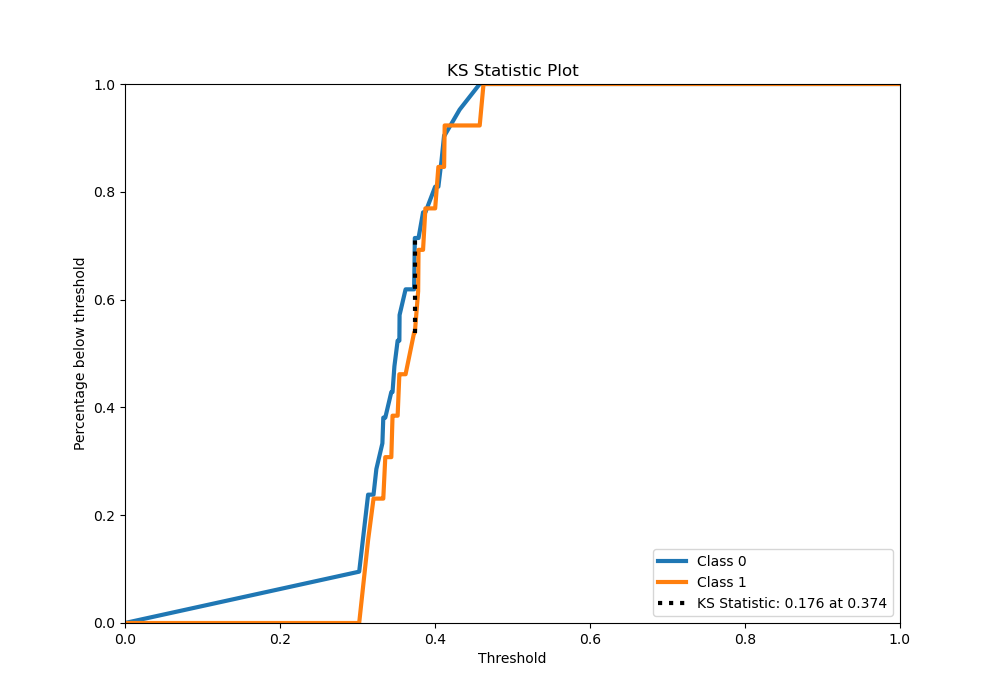 KS Statistic Plot
1.0
0.8
0.6
0.4
0.2
0.0
Percentage below threshold
0.0 0.2 0.4 0.6 0.8 1.0
Threshold
Class 0
Class 1
KS Statistic: 0.176 at 0.374